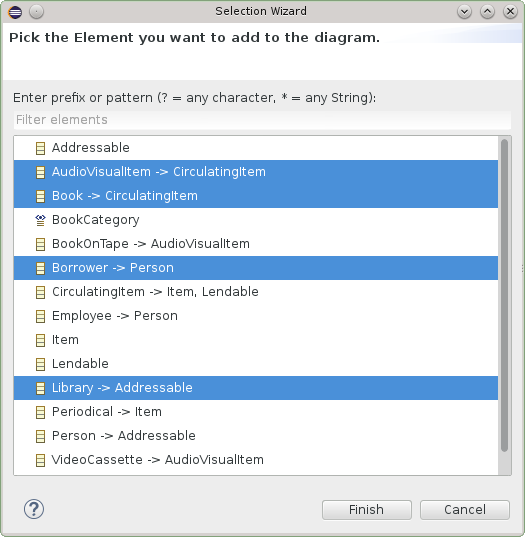 Selection Wizard
Pick the Element you want to add to the diagram.
Enter prefix or pattern (? = any character, * = any String):
Filter elements
Addressable
AudioVisualItem -> CirculatingItem
Book -> CirculatingItem
BookCategory
BookOnTape -> AudioVisualItem
Borrower -> Person
CirculatingItem -> Item, Lendable
Employee -> Person
Item
Lendable
Library -> Addressable
Periodical -> Item
Person -> Addressable
VideoCassette -> AudioVisualItem
? Finish Cancel